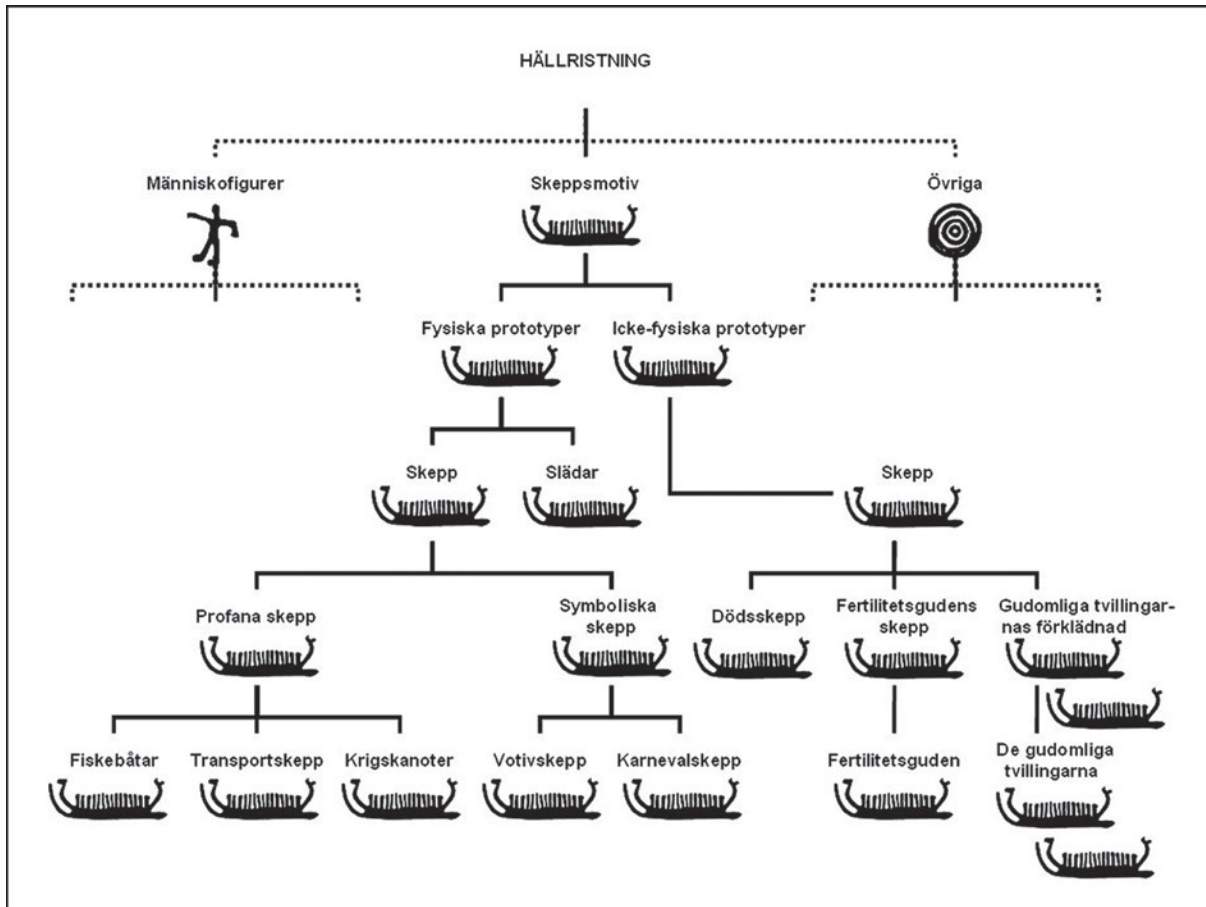 HÄLLRISTNING
Människofigurer
Skeppsmotiv
Övriga
Fysiska prototyper
Icke-fysiska prototyper
Skepp
Slädar
Skepp
Profana skepp
Symboliska
skepp
Dödsskepp
Fertilitetsgudens
skepp
Gudomliga tvillingar-
nas förklädnad
Fiskebåtar
Transportskepp
Krigskanoter
Votivskepp
Karnevalskepp
Fertilitetsguden
De gudomliga
tvillingarna